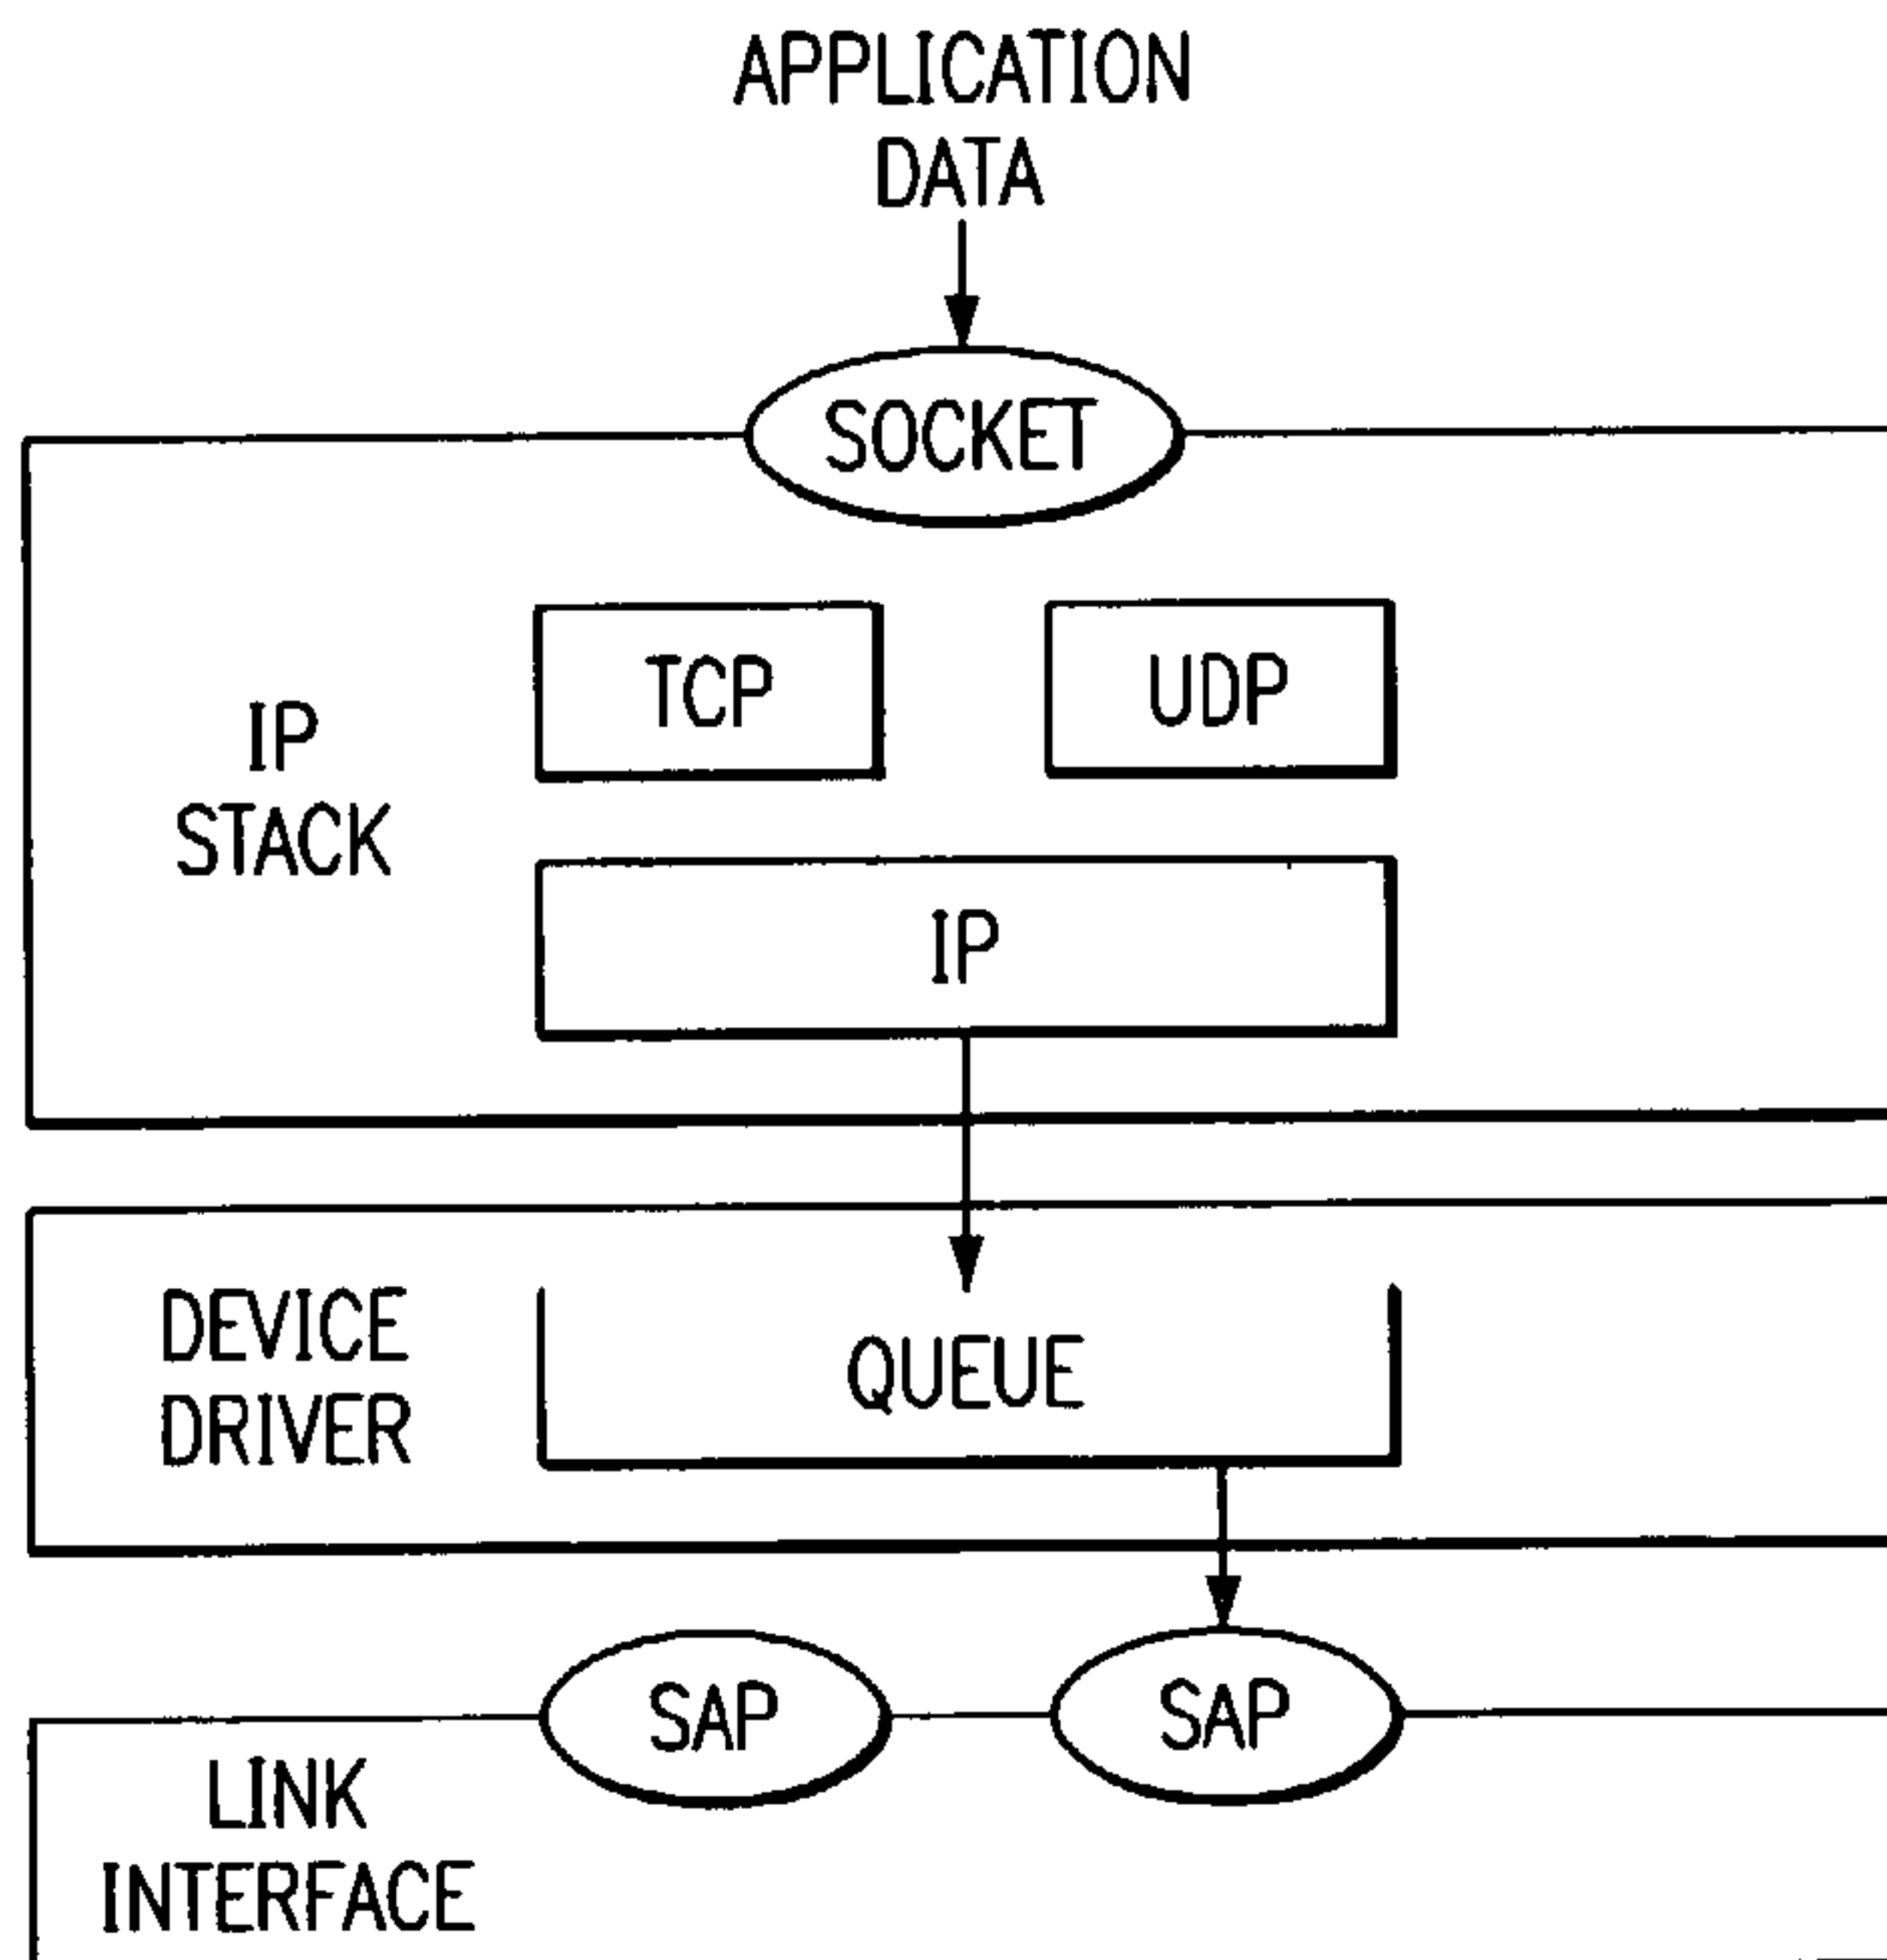 APPLICATION
DATA
SOCKET
TCP
UDP
IP
STACK
IP
DEVICE
DRIVER
QUEUE
SAP
SAP
LINK
INTERFACE